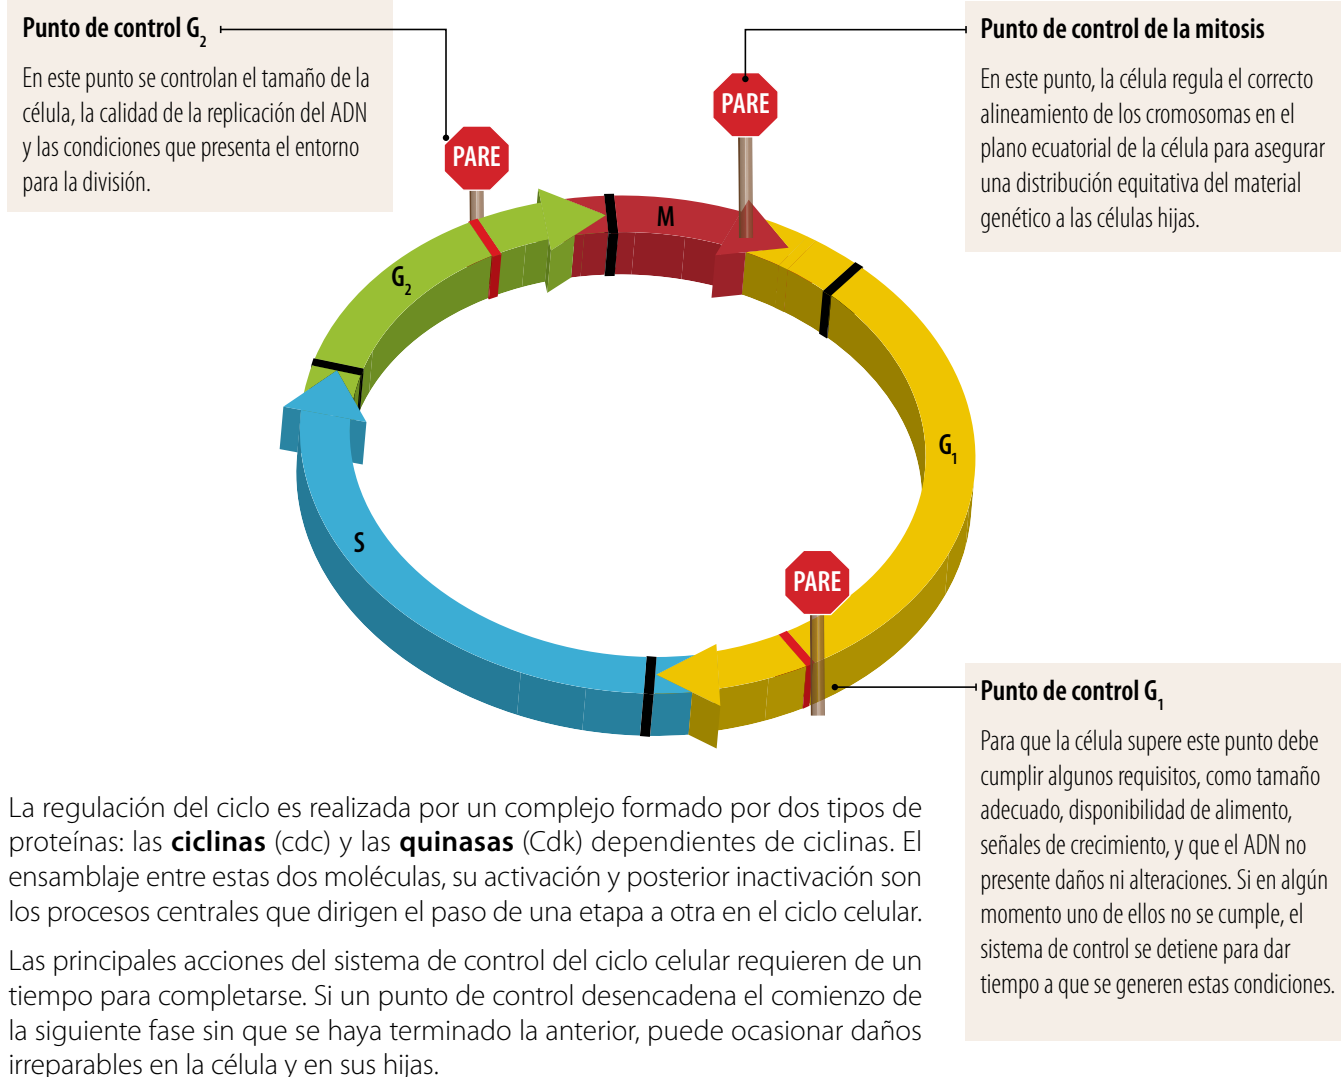 Punto de control G₂
En este punto se controlan el tamaño de la
célula, la calidad de la replicación del ADN
y las condiciones que presenta el entorno
para la división.
Punto de control de la mitosis
En este punto, la célula regula el correcto
alineamiento de los cromosomas en el
plano ecuatorial de la célula para asegurar
una distribución equitativa del material
genético a las células hijas.
PARE
PARE
M
G₂
G₁
S
PARE
Punto de control G₁
Para que la célula supere este punto debe
cumplir algunos requisitos, como tamaño
adecuado, disponibilidad de alimento,
señales de crecimiento, y que el ADN no
presente daños ni alteraciones. Si en algún
momento uno de ellos no se cumple, el
sistema de control se detiene para dar
tiempo a que se generen estas condiciones.
La regulación del ciclo es realizada por un complejo formado por dos tipos de
proteínas: las ciclinas (cdc) y las quinasas (Cdk) dependientes de ciclinas. El
ensamblaje entre estas dos moléculas, su activación y posterior inactivación son
los procesos centrales que dirigen el paso de una etapa a otra en el ciclo celular.
Las principales acciones del sistema de control del ciclo celular requieren de un
tiempo para completarse. Si un punto de control desencadena el comienzo de
la siguiente fase sin que se haya terminado la anterior, puede ocasionar daños
irreparables en la célula y en sus hijas.